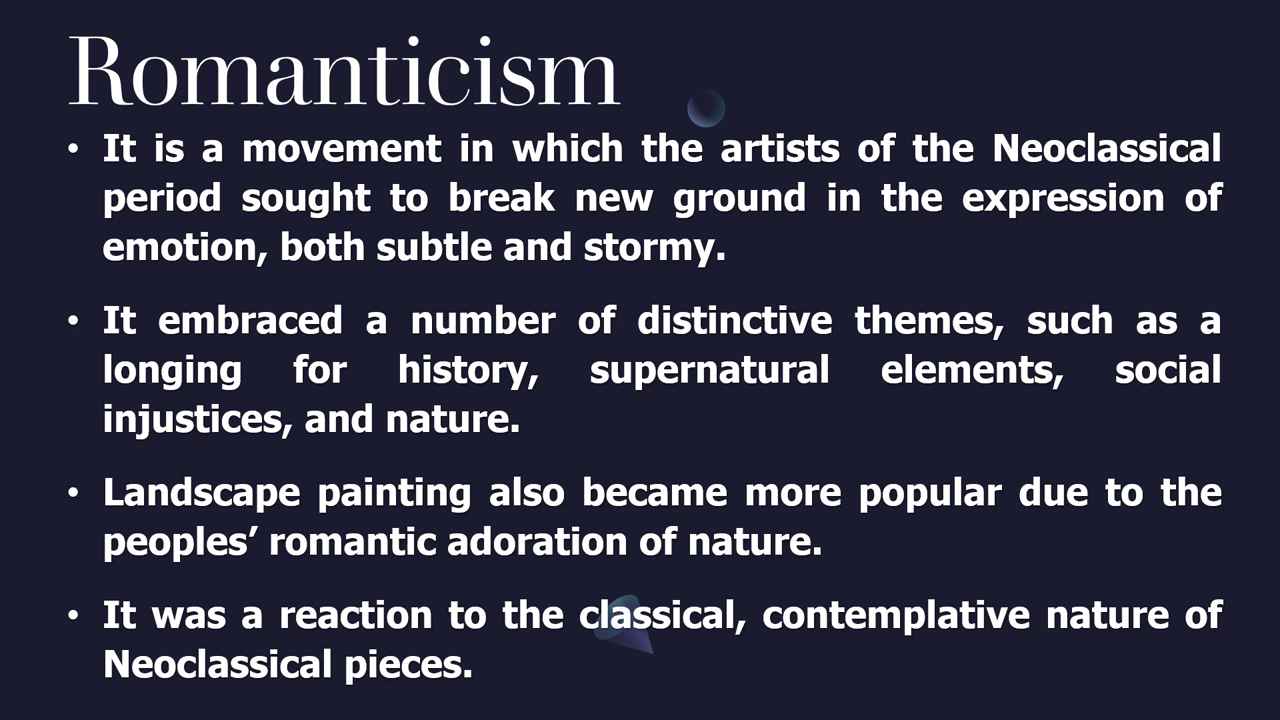 Romanticism
• It is a movement in which the artists of the Neoclassical
period sought to break new ground in the expression of
emotion, both subtle and stormy.
• It embraced a number of distinctive themes, such as a
longing for history, supernatural elements, social
injustices, and nature.
• Landscape painting also became more popular due to the
peoples’ romantic adoration of nature.
• It was a reaction to the classical, contemplative nature of
Neoclassical pieces.